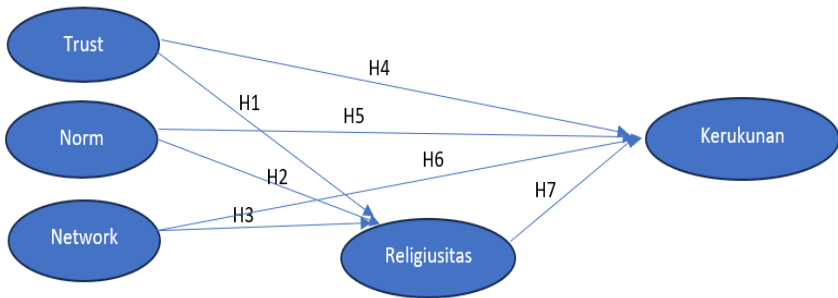 Trust
H4
H1
H5
Norm
Kerukunan
H6
H2
H7
H3
Network
Religiusitas